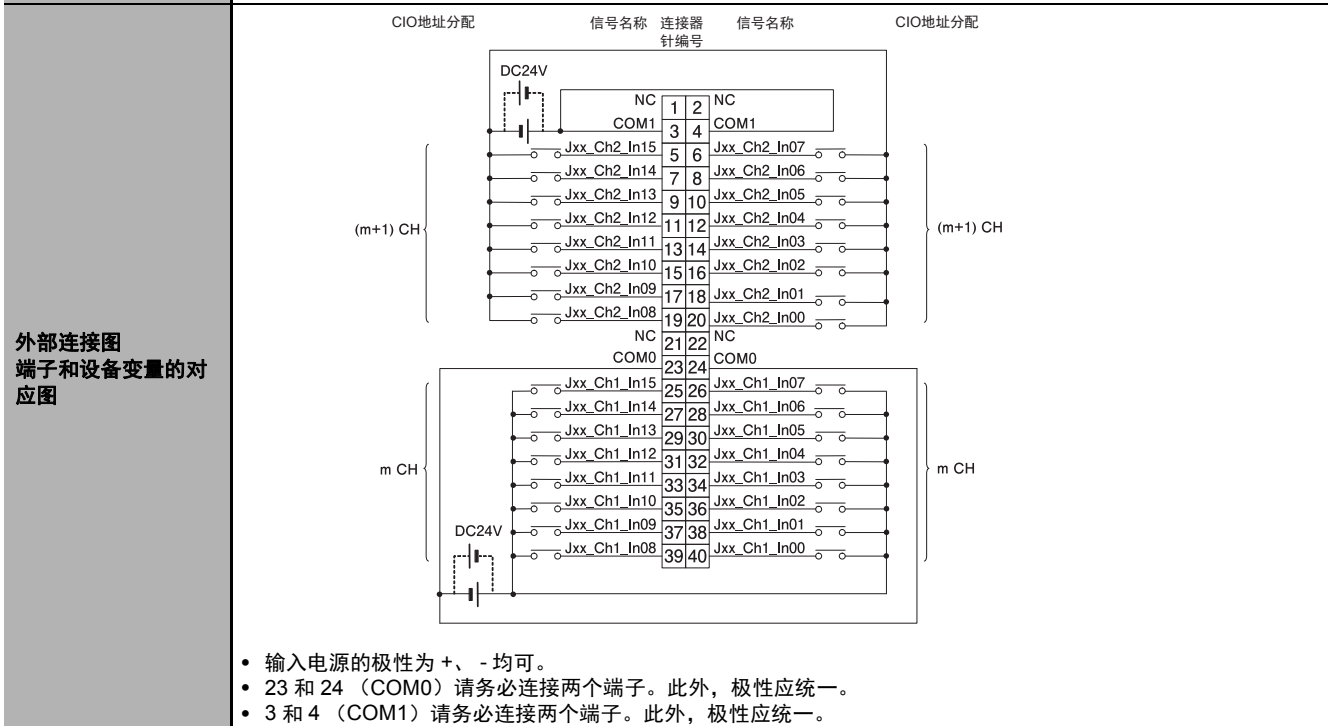 CIO地址分配 信号名称 连接器 信号名称 CIO地址分配
针编号
DC24V
NC 1 2 NC
COM1 3 4 COM1
Jxx_Ch2_In15 5 6 Jxx_Ch2_In07
Jxx_Ch2_In14 7 8 Jxx_Ch2_In06
Jxx_Ch2_In13 9 10 Jxx_Ch2_In05
(m+1) CH Jxx_Ch2_In12 11 12 Jxx_Ch2_In04 (m+1) CH
Jxx_Ch2_In11 13 14 Jxx_Ch2_In03
Jxx_Ch2_In10 15 16 Jxx_Ch2_In02
Jxx_Ch2_In09 17 18 Jxx_Ch2_In01
Jxx_Ch2_In08 19 20 Jxx_Ch2_In00
NC 21 22 NC
COM0 23 24 COM0
外部连接图
端子和设备变量的对
应图
Jxx_Ch1_In15 25 26 Jxx_Ch1_In07
Jxx_Ch1_In14 27 28 Jxx_Ch1_In06
Jxx_Ch1_In13 29 30 Jxx_Ch1_In05
Jxx_Ch1_In12 31 32 Jxx_Ch1_In04
m CH Jxx_Ch1_In11 33 34 Jxx_Ch1_In03 m CH
Jxx_Ch1_In10 35 36 Jxx_Ch1_In02
DC24V Jxx_Ch1_In09 37 38 Jxx_Ch1_In01
Jxx_Ch1_In08 39 40 Jxx_Ch1_In00
• 输入电源的极性为 +、 - 均可。
• 23 和 24 （COM0）请务必连接两个端子。此外，极性应统一。
• 3 和 4 （COM1）请务必连接两个端子。此外，极性应统一。